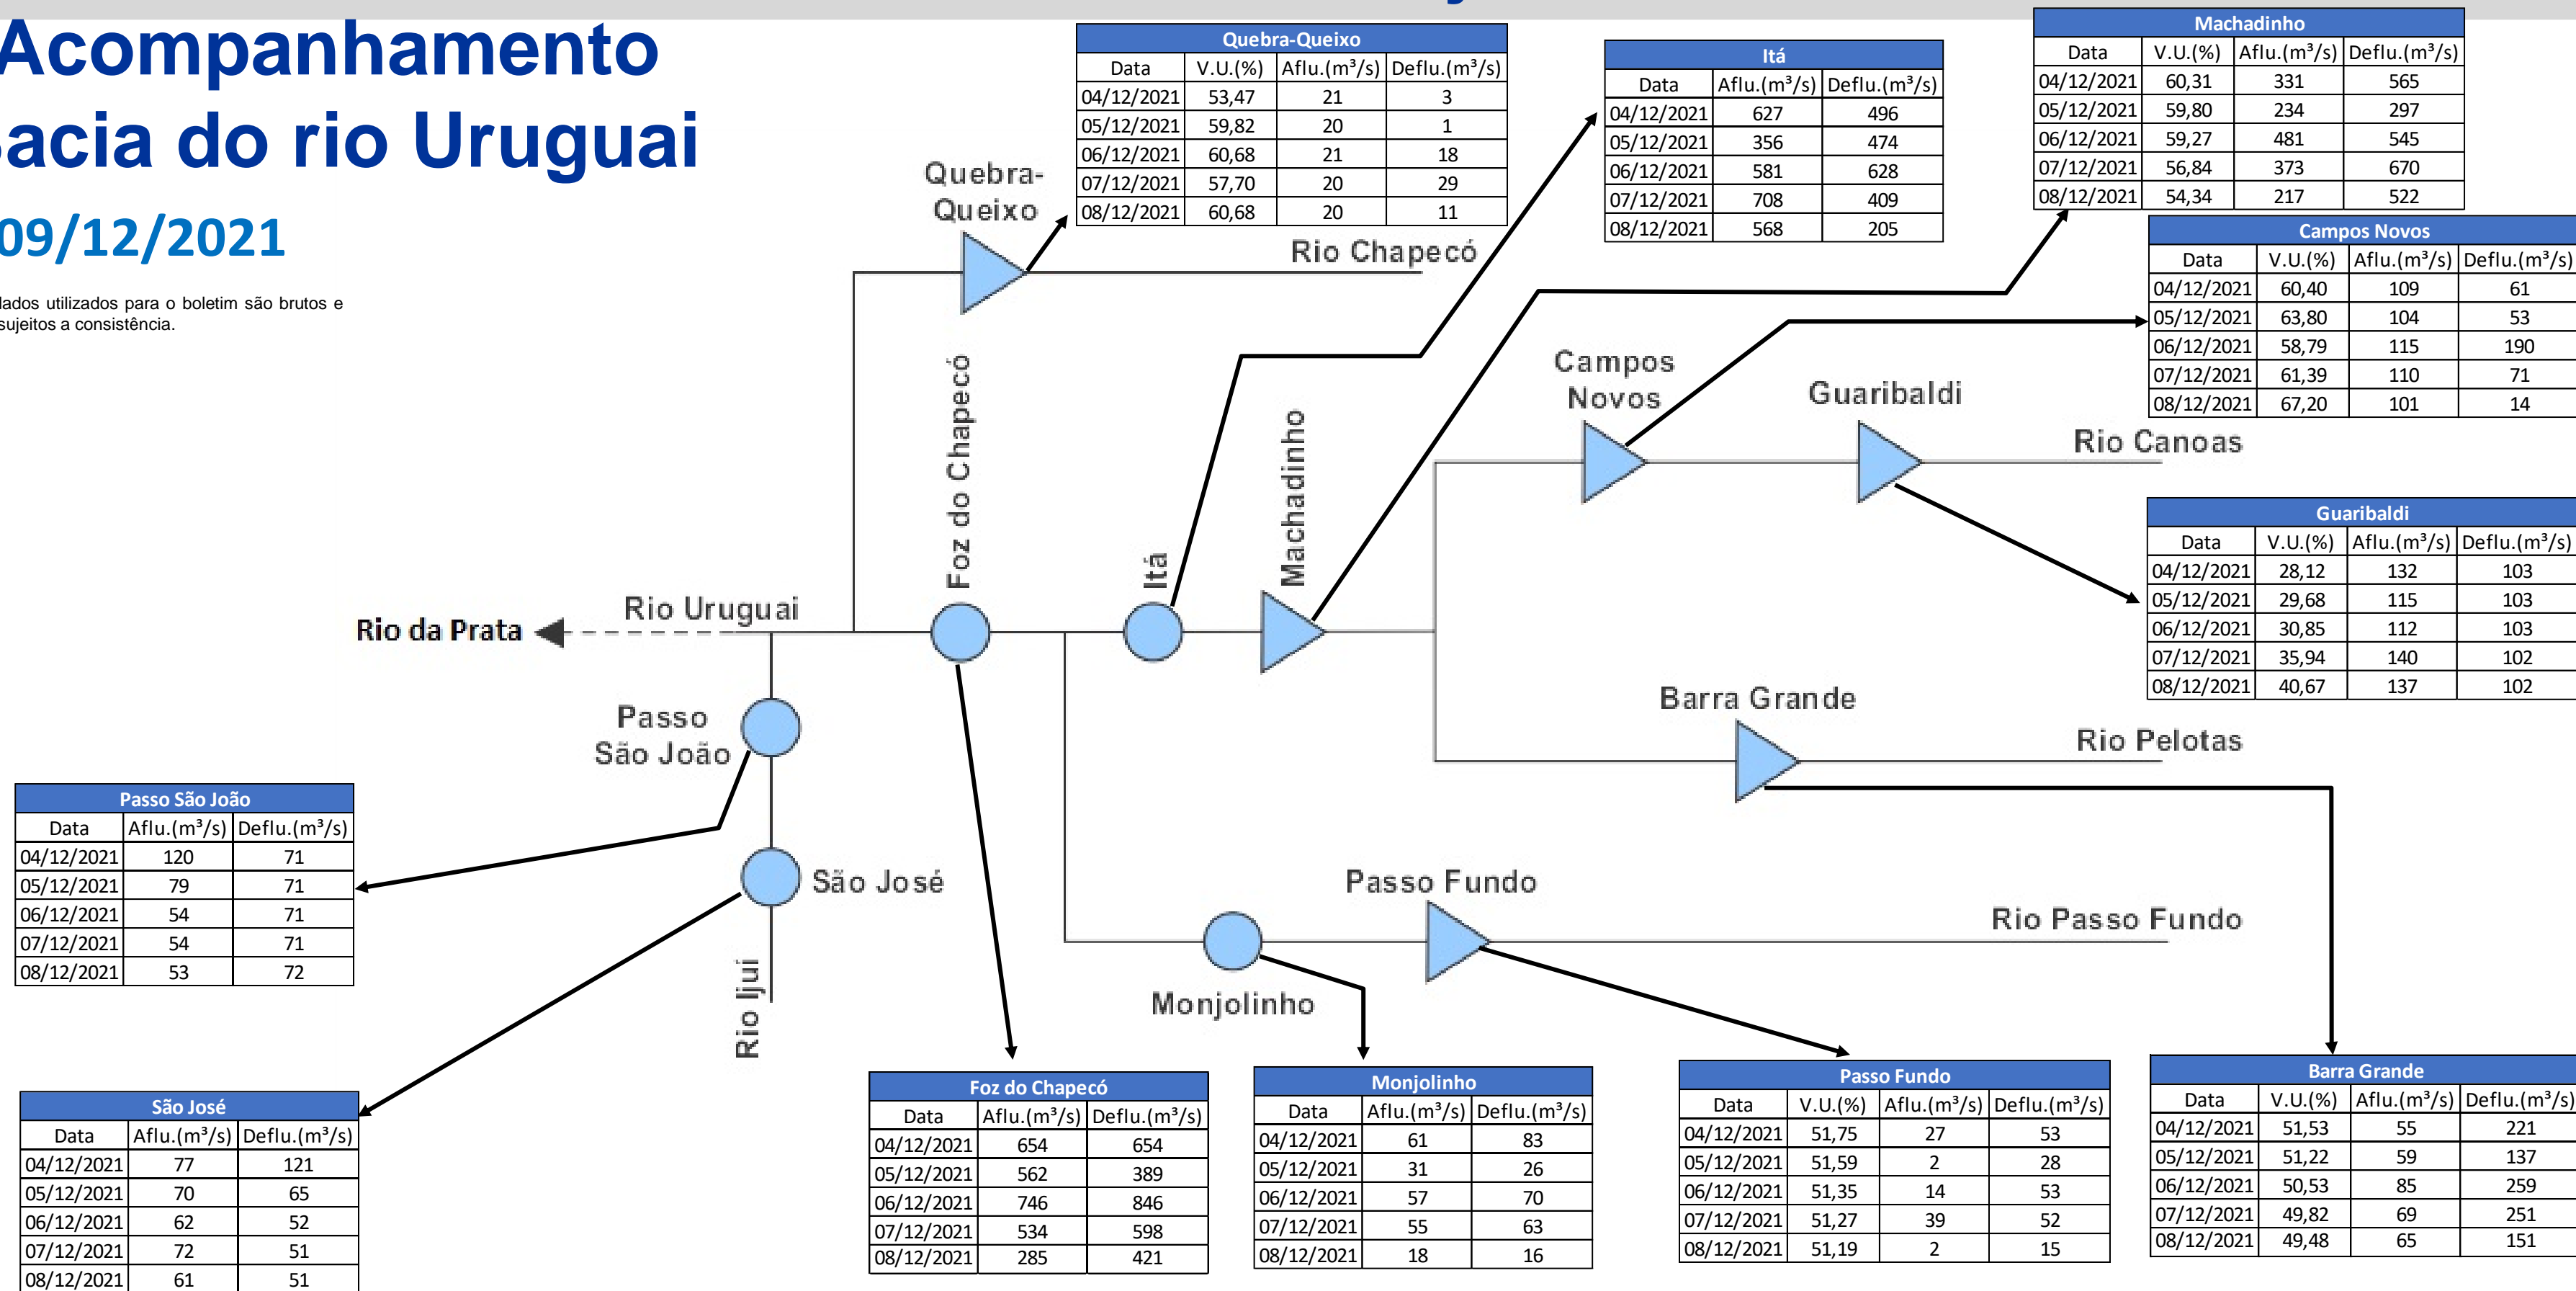 Acompanhamento
acia do rio Uruguai
09/12/2021
dados utilizados para o boletim são brutos e
sujeitos a consistência.
Quebra-Queixo
Data V.U.(%) Aflu.(m³/s) Deflu.(m³/s)
04/12/2021 53,47 21 3
05/12/2021 59,82 20 1
06/12/2021 60,68 21 18
07/12/2021 57,70 20 29
08/12/2021 60,68 20 11
Itá
Data Aflu.(m³/s) Deflu.(m³/s)
04/12/2021 627 496
05/12/2021 356 474
06/12/2021 581 628
07/12/2021 708 409
08/12/2021 568 205
Machadinho
Data V.U.(%) Aflu.(m³/s) Deflu.(m³/s)
04/12/2021 60,31 331 565
05/12/2021 59,80 234 297
06/12/2021 59,27 481 545
07/12/2021 56,84 373 670
08/12/2021 54,34 217 522
Campos Novos
Data V.U.(%) Aflu.(m³/s) Deflu.(m³/s)
04/12/2021 60,40 109 61
05/12/2021 63,80 104 53
06/12/2021 58,79 115 190
07/12/2021 61,39 110 71
08/12/2021 67,20 101 14
Quebra-
Queixo
Rio Chapecó
Foz do Chapecó
Itá
Machadinho
Campos
Novos
Guaribaldi
Rio Canoas
Guaribaldi
Data V.U.(%) Aflu.(m³/s) Deflu.(m³/s)
04/12/2021 28,12 132 103
05/12/2021 29,68 115 103
06/12/2021 30,85 112 103
07/12/2021 35,94 140 102
08/12/2021 40,67 137 102
Rio da Prata
Rio Uruguai
Passo
São João
São José
Rio Ijuí
Barra Grande
Rio Pelotas
Passo Fundo
Rio Passo Fundo
Monjolinho
Passo São João
Data Aflu.(m³/s) Deflu.(m³/s)
04/12/2021 120 71
05/12/2021 79 71
06/12/2021 54 71
07/12/2021 54 71
08/12/2021 53 72
São José
Data Aflu.(m³/s) Deflu.(m³/s)
04/12/2021 77 121
05/12/2021 70 65
06/12/2021 62 52
07/12/2021 72 51
08/12/2021 61 51
Foz do Chapecó
Data Aflu.(m³/s) Deflu.(m³/s)
04/12/2021 654 654
05/12/2021 562 389
06/12/2021 746 846
07/12/2021 534 598
08/12/2021 285 421
Monjolinho
Data Aflu.(m³/s) Deflu.(m³/s)
04/12/2021 61 83
05/12/2021 31 26
06/12/2021 57 70
07/12/2021 55 63
08/12/2021 18 16
Passo Fundo
Data V.U.(%) Aflu.(m³/s) Deflu.(m³/s)
04/12/2021 51,75 27 53
05/12/2021 51,59 2 28
06/12/2021 51,35 14 53
07/12/2021 51,27 39 52
08/12/2021 51,19 2 15
Barra Grande
Data V.U.(%) Aflu.(m³/s) Deflu.(m³/s)
04/12/2021 51,53 55 221
05/12/2021 51,22 59 137
06/12/2021 50,53 85 259
07/12/2021 49,82 69 251
08/12/2021 49,48 65 151